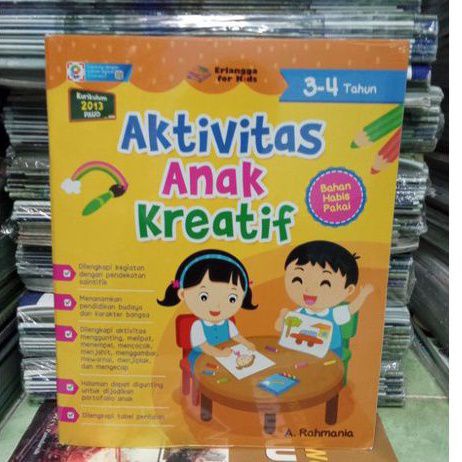 Erlangga
for Kids
3-4 Tahun
Kurikulum
2013
PAUD
Aktivitas
Anak
Kreatif
Bahan
Habis
Pakai
Dilengkapi kegiatan
dengan pendekatan
saintifik
Menanamkan
pendidikan budaya
dan karakter bangsa
Dilengkapi aktivitas
menggunting, melipat,
menempel, mencocok,
menjahit, menggambar,
mewarnai, menjiplak,
dan mengecap
Halaman dapat digunting
untuk dijadikan
portofolio anak
Dilengkapi tabel penilaian
A. Rahmania